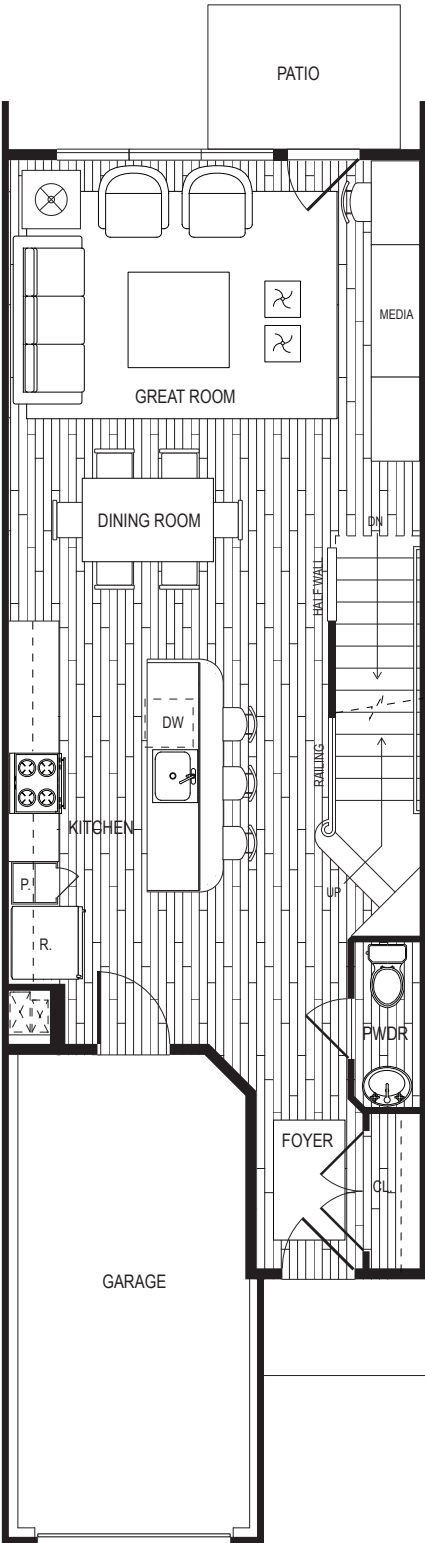 PATIO
MEDIA
GREAT ROOM
DINING ROOM
DN
HALF WALL
DW
RAILING
KITCHEN
P.
UP
R.
PWDR
FOYER
CL.
GARAGE